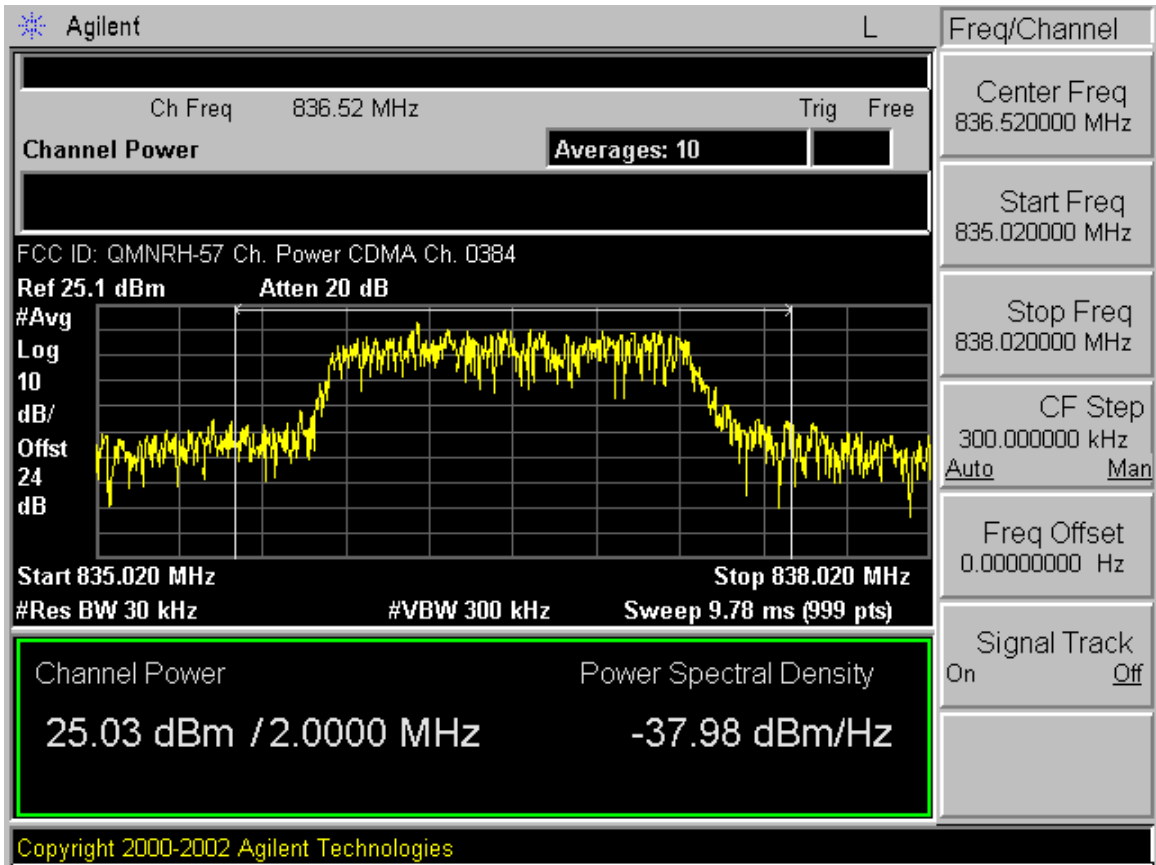 Agilent L
Freq/Channel
Ch Freq 836.52 MHz Trig Free
Channel Power Averages: 10
FCC ID: QMNRH-57 Ch. Power CDMA Ch. 0384
Ref 25.1 dBm Atten 20 dB
#Avg
Log
10
dB/
Offst
24
dB
Start 835.020 MHz Stop 838.020 MHz
#Res BW 30 kHz #VBW 300 kHz Sweep 9.78 ms (999 pts)
Channel Power Power Spectral Density
25.03 dBm / 2.0000 MHz -37.98 dBm/Hz
Center Freq
836.520000 MHz
Start Freq
835.020000 MHz
Stop Freq
838.020000 MHz
CF Step
300.000000 kHz
Auto Man
Freq Offset
0.00000000 Hz
Signal Track
On Off
Copyright 2000-2002 Agilent Technologies